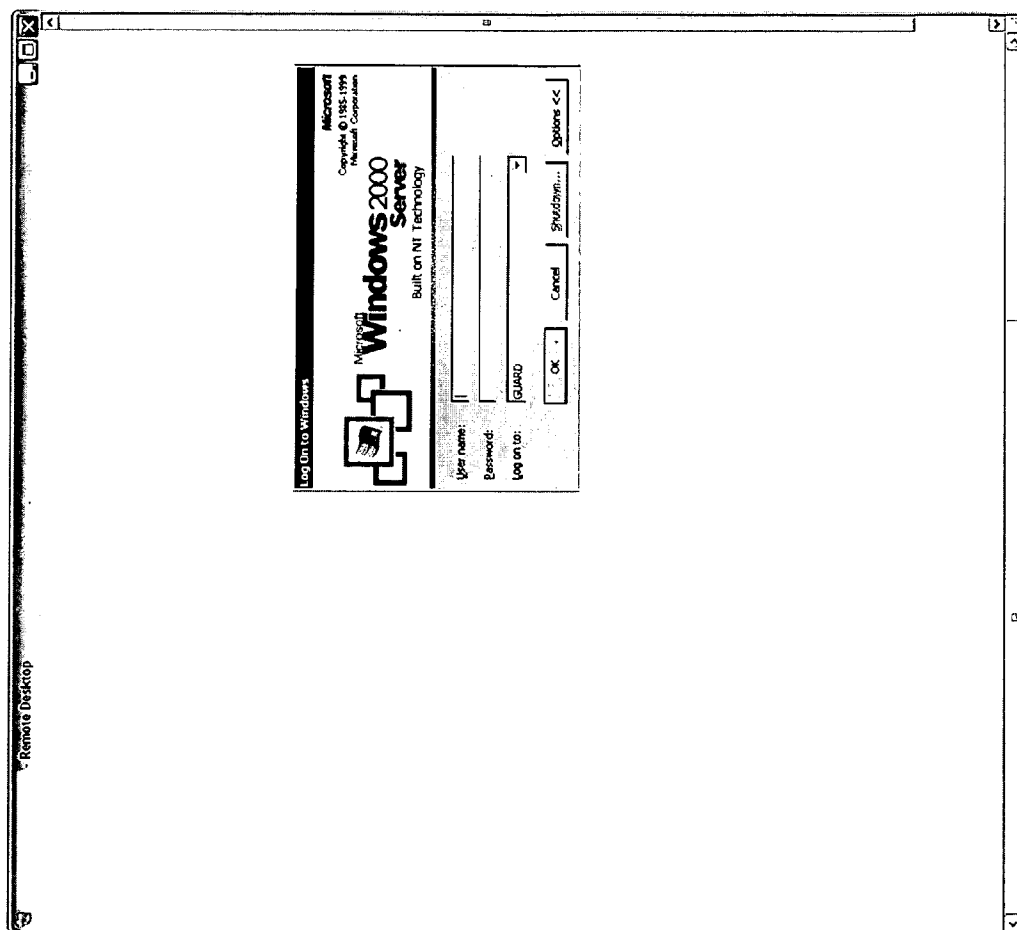 - Remote Desktop
Log On to Windows
Microsoft
Copyright © 1985-1999
Microsoft Corporation
Microsoft
Windows 2000
Server
Built on NT Technology
User name:
Password:
Log on to: GUARD
OK Cancel Shutdown... Options <<